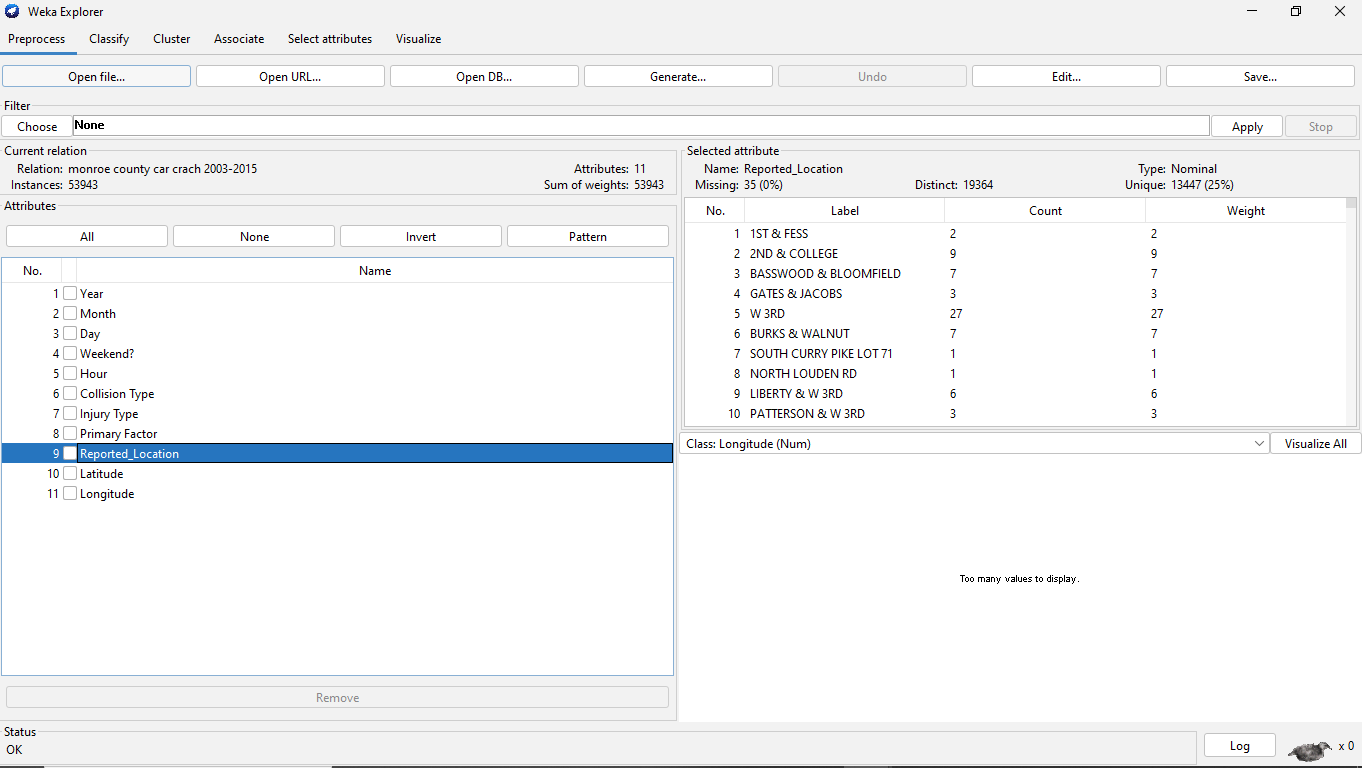 Weka Explorer
Preprocess Classify Cluster Associate Select attributes Visualize
Open file... Open URL... Open DB... Generate... Undo Edit... Save...
Filter
Choose None Apply Stop
Current relation
Relation: monroe county car crach 2003-2015 Attributes: 11
Instances: 53943 Sum of weights: 53943
Attributes
All None Invert Pattern
No. Name
1 Year
2 Month
3 Day
4 Weekend?
5 Hour
6 Collision Type
7 Injury Type
8 Primary Factor
9 Reported_Location
10 Latitude
11 Longitude
Remove
Selected attribute
Name: Reported_Location Type: Nominal
Missing: 35 (0%) Distinct: 19364 Unique: 13447 (25%)
No. Label Count Weight
1 1ST & FESS 2 2
2 2ND & COLLEGE 9 9
3 BASSWOOD & BLOOMFIELD 7 7
4 GATES & JACOBS 3 3
5 W 3RD 27 27
6 BURKS & WALNUT 7 7
7 SOUTH CURRY PIKE LOT 71 1 1
8 NORTH LOUDEN RD 1 1
9 LIBERTY & W 3RD 6 6
10 PATTERSON & W 3RD 3 3
Class: Longitude (Num) Visualize All
Too many values to display.
Status
OK Log x 0